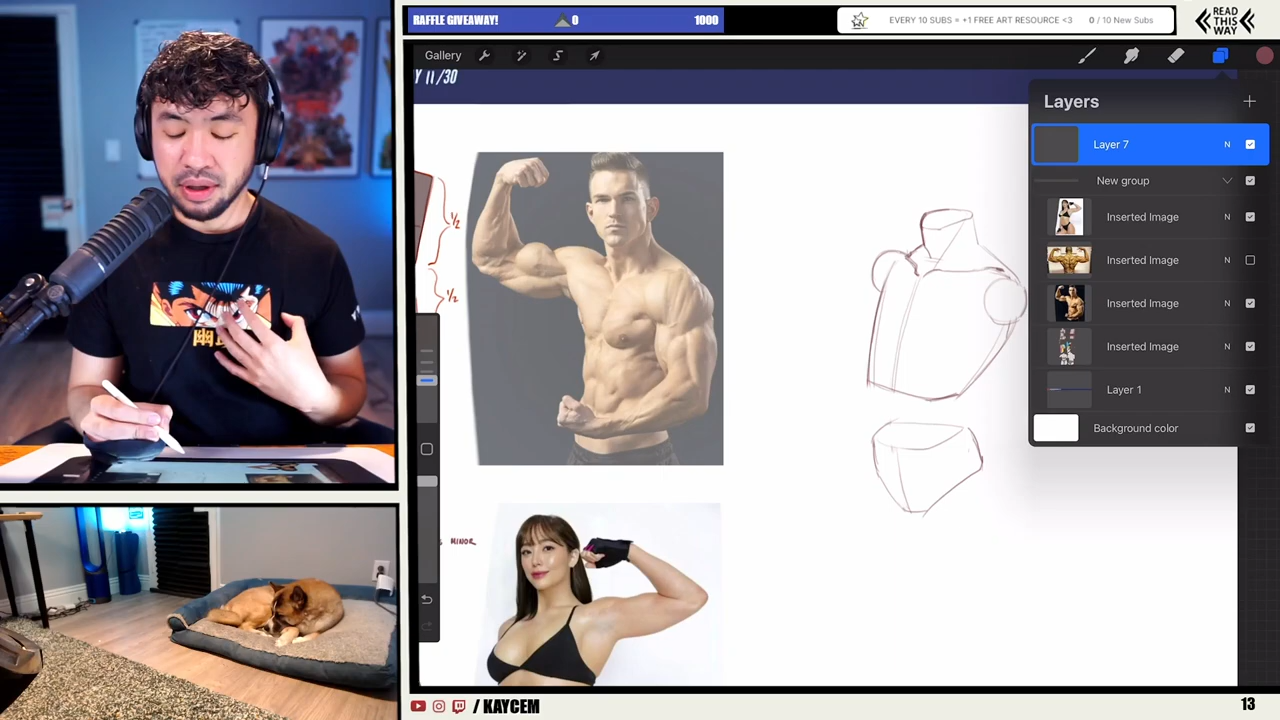 RAFFLE GIVEAWAY!
0
1000
EVERY 10 SUBS = +1 FREE ART RESOURCE <3
0 / 10 New Subs
READ
THIS
WAY
Gallery
Y 11/30
Layers
Layer 7
N
New group
Inserted Image
N
Inserted Image
N
Inserted Image
N
Inserted Image
N
Layer 1
N
Background color
1/2
1/2
MINOR
/ KAYCEM
13